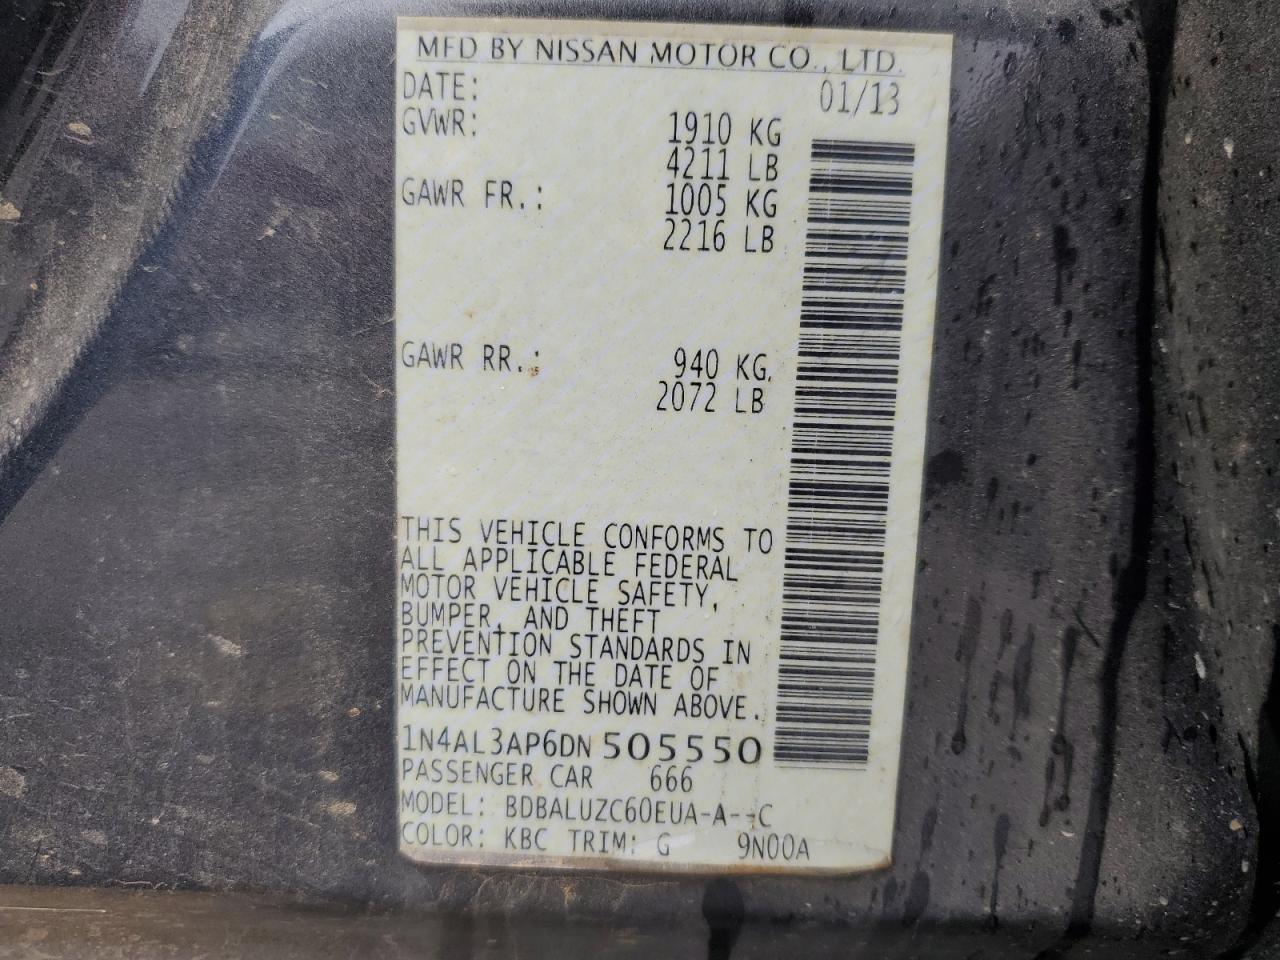 MFD BY NISSAN MOTOR CO., LTD.
DATE: 01/13
GVWR: 1910 KG
4211 LB
GAWR FR.: 1005 KG
2216 LB
GAWR RR.: 940 KG
2072 LB
THIS VEHICLE CONFORMS TO
ALL APPLICABLE FEDERAL
MOTOR VEHICLE SAFETY,
BUMPER, AND THEFT
PREVENTION STANDARDS IN
EFFECT ON THE DATE OF
MANUFACTURE SHOWN ABOVE.
1N4AL3AP6DN505550
PASSENGER CAR 666
MODEL: BDBALUZC60EUA-A--C
COLOR: KBC TRIM: G 9N00A